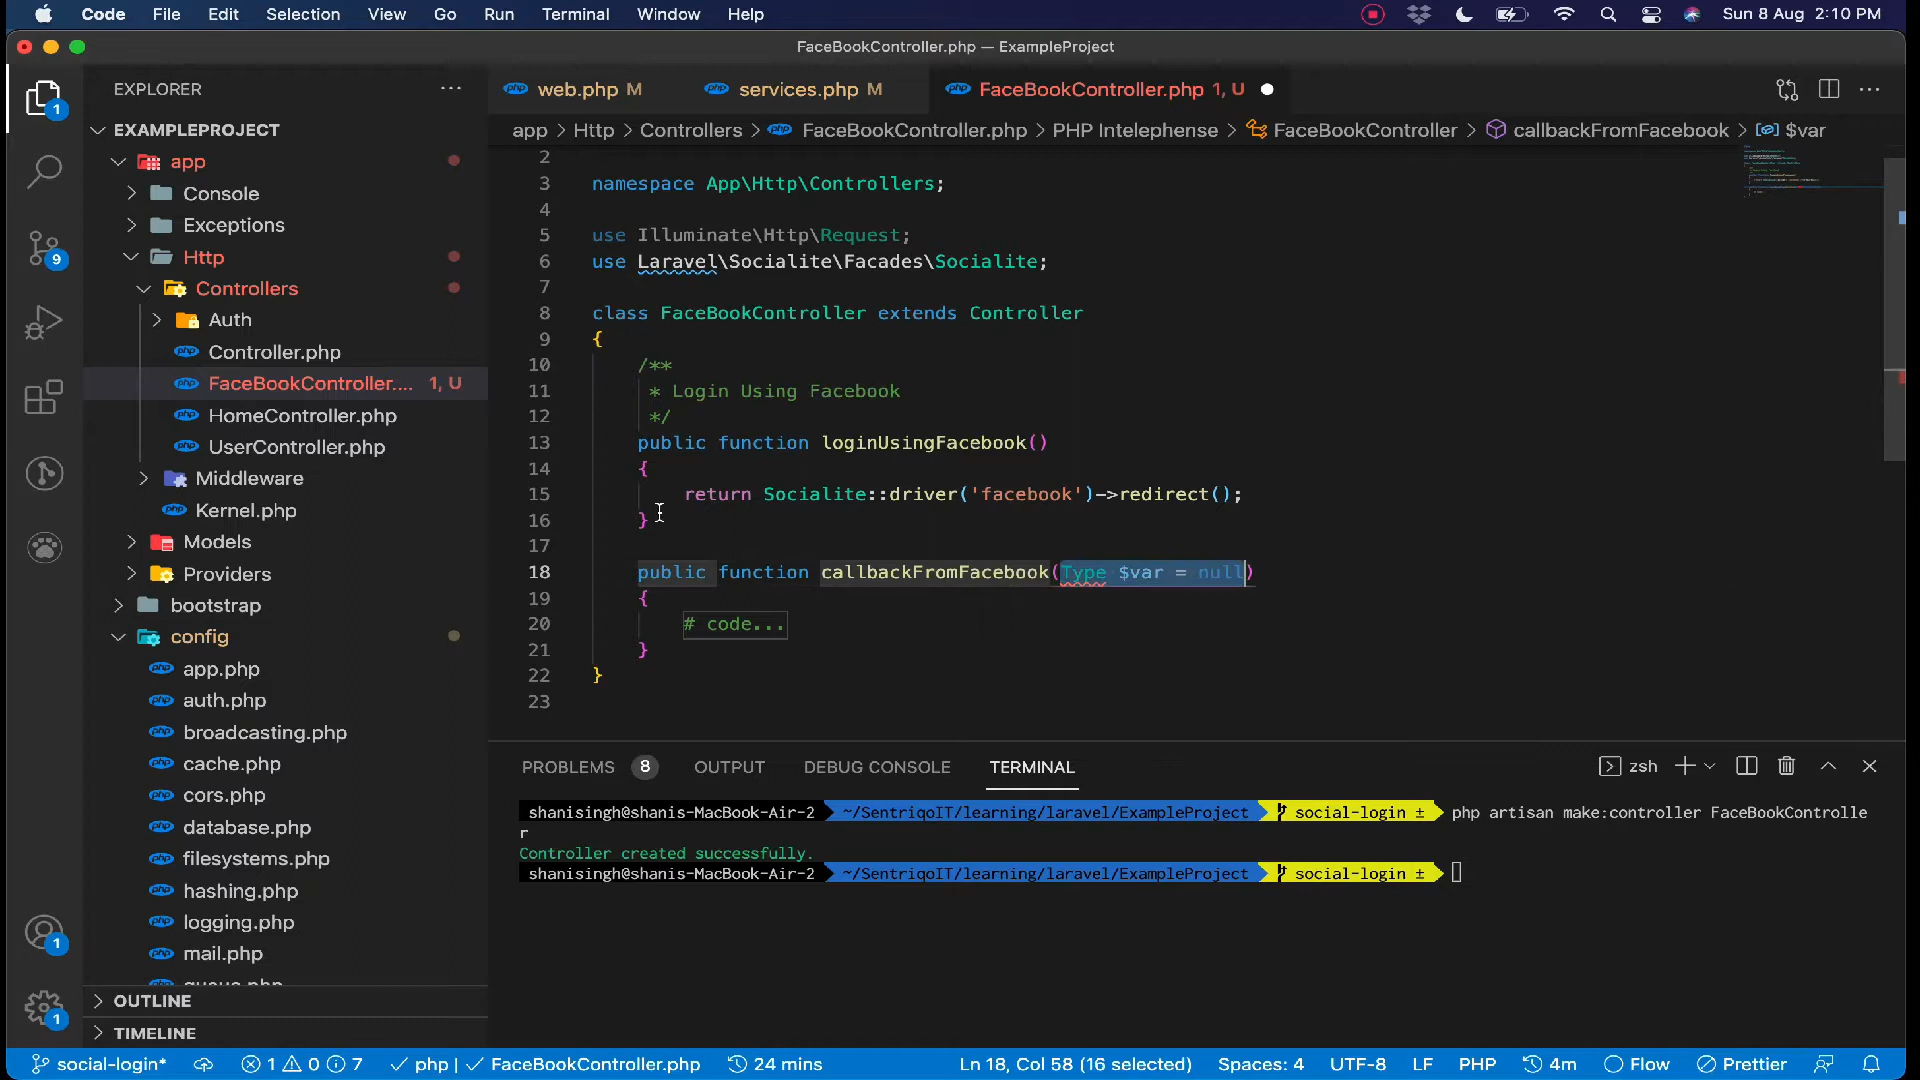 Code File Edit Selection View Go Run Terminal Window Help Sun 8 Aug 2:10 PM
FaceBookController.php — ExampleProject
EXPLORER
web.php M
services.php M
FaceBookController.php 1, U
app > Http > Controllers > FaceBookController.php > PHP Intelephense > FaceBookController > callbackFromFacebook > $var
EXAMPLEPROJECT
app
Console
Exceptions
Http
Controllers
Auth
Controller.php
FaceBookController.... 1, U
HomeController.php
UserController.php
Middleware
Kernel.php
Models
Providers
bootstrap
config
app.php
auth.php
broadcasting.php
cache.php
cors.php
database.php
filesystems.php
hashing.php
logging.php
mail.php
OUTLINE
TIMELINE
1
9
1
1
2
3 namespace App\Http\Controllers;
4
5 use Illuminate\Http\Request;
6 use Laravel\Socialite\Facades\Socialite;
7
8 class FaceBookController extends Controller
9 {
10 /**
11 * Login Using Facebook
12 */
13 public function loginUsingFacebook()
14 {
15 return Socialite::driver('facebook')->redirect();
16 }
17
18 public function callbackFromFacebook(Type $var = null)
19 {
20 # code...
21 }
22 }
23
PROBLEMS 8 OUTPUT DEBUG CONSOLE TERMINAL zsh
shanisingh@shanis-MacBook-Air-2 ~/SentriqoIT/learning/laravel/ExampleProject social-login ± php artisan make:controller FaceBookControlle
r
Controller created successfully.
shanisingh@shanis-MacBook-Air-2 ~/SentriqoIT/learning/laravel/ExampleProject social-login ±
social-login* 1 0 7 php | FaceBookController.php 24 mins Ln 18, Col 58 (16 selected) Spaces: 4 UTF-8 LF PHP 4m Flow Prettier